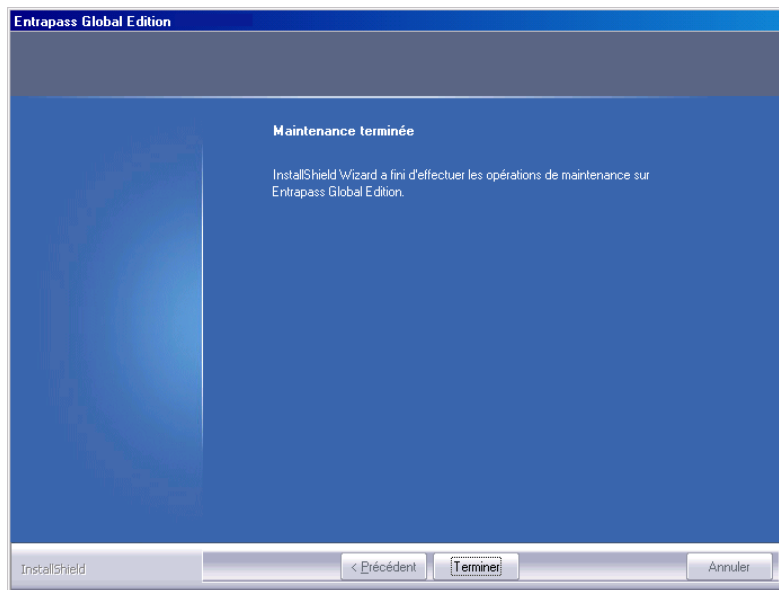 Entrapass Global Edition
Maintenance terminée
InstallShield Wizard a fini d'effectuer les opérations de maintenance sur
Entrapass Global Edition.
InstallShield
< Précédent
Terminer
Annuler